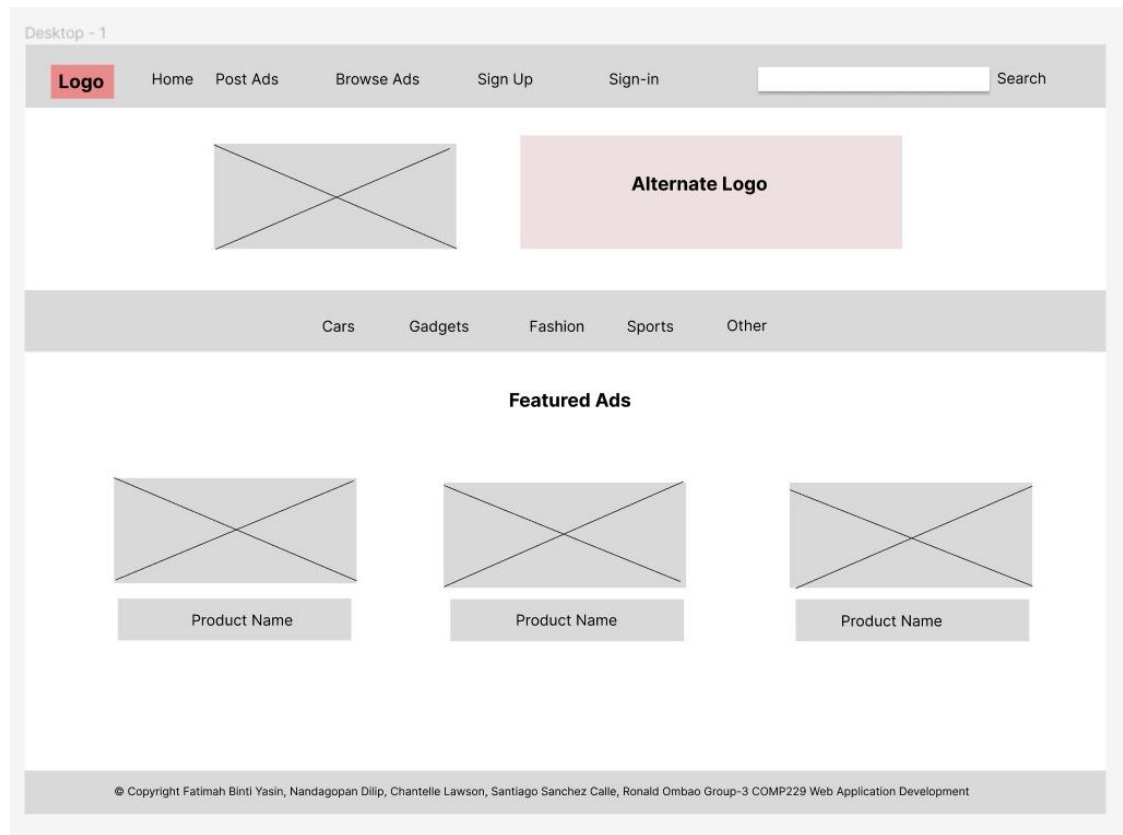 Desktop - 1
Logo Home Post Ads Browse Ads Sign Up Sign-in Search
Alternate Logo
Cars Gadgets Fashion Sports Other
Featured Ads
Product Name Product Name Product Name
© Copyright Fatimah Binti Yasin, Nandagopan Dilip, Chantelle Lawson, Santiago Sanchez Calle, Ronald Ombao Group-3 COMP229 Web Application Development